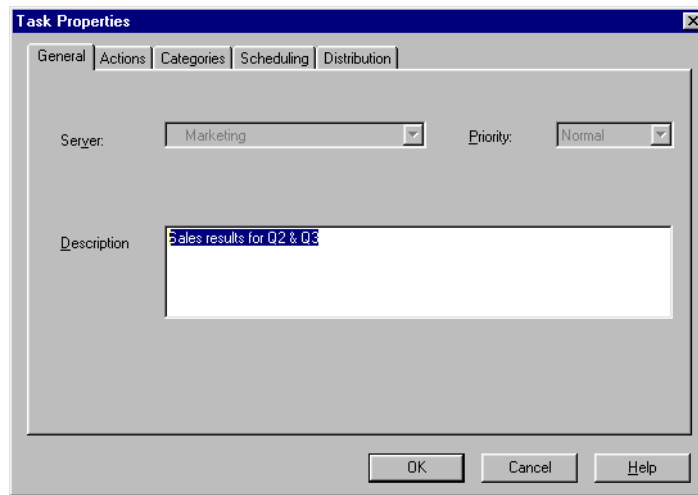 Task Properties
General Actions Categories Scheduling Distribution
Server: Marketing Priority: Normal
Description Sales results for Q2 & Q3
OK Cancel Help